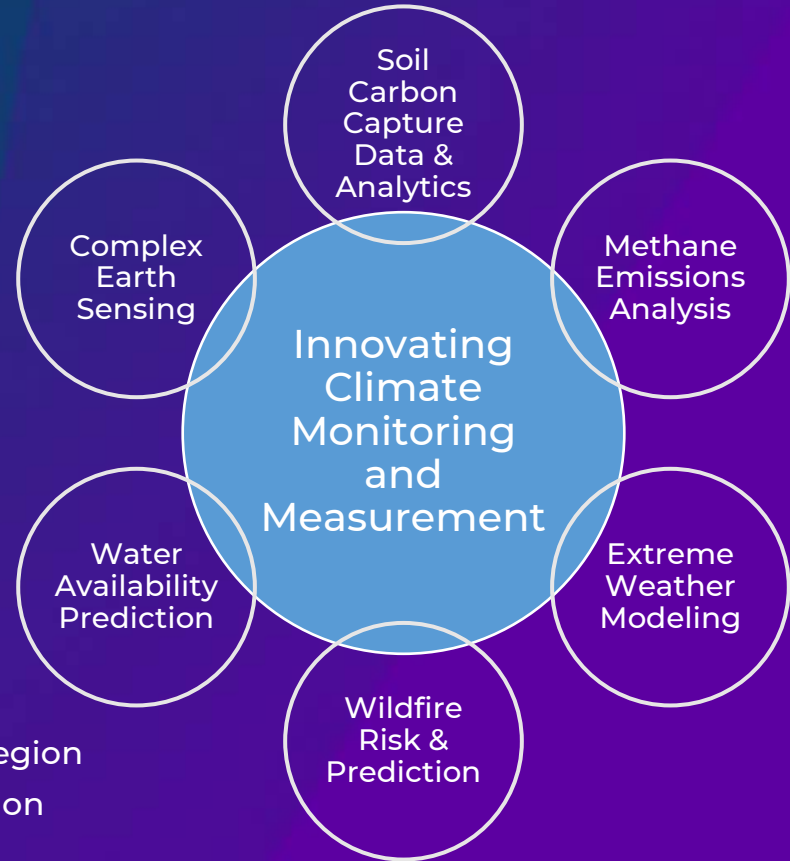 Soil
Carbon
Capture
Data &
Analytics
Methane
Emissions
Analysis
Extreme
Weather
Modeling
Wildfire
Risk &
Prediction
Water
Availability
Prediction
Complex
Earth
Sensing
Innovating
Climate
Monitoring
and
Measurement